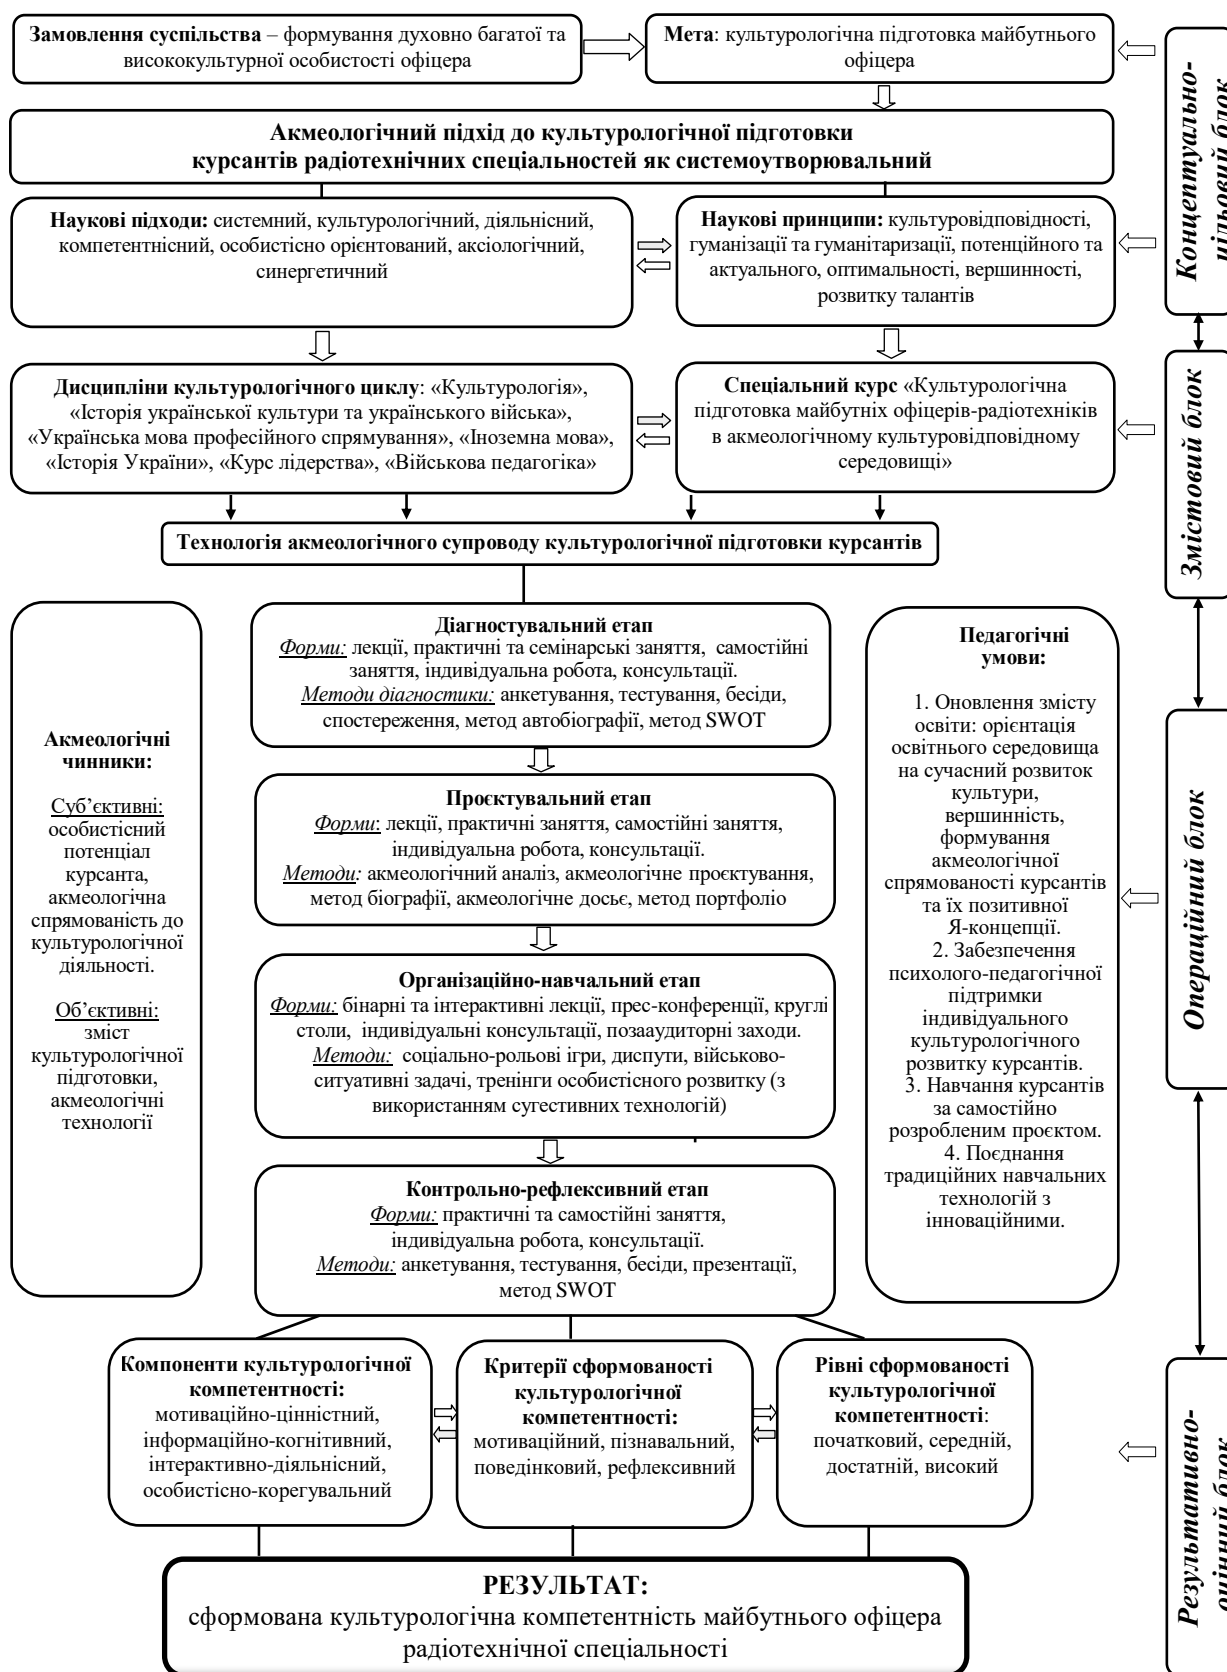 Замовлення суспільства – формування духовно багатої та
висококультурної особистості офіцера
Мета: культурологічна підготовка майбутнього
офіцера
Акмеологічний підхід до культурологічної підготовки
курсантів радіотехнічних спеціальностей як системоутворювальний
Наукові підходи: системний, культурологічний, діяльнісний,
компетентнісний, особистісно орієнтований, аксіологічний,
синергетичний
Наукові принципи: культуровідповідності,
гуманізації та гуманітаризації, потенційного та
актуального, оптимальності, вершинності,
розвитку талантів
Концептуально-
цільовий блок
Дисципліни культурологічного циклу: «Культурологія»,
«Історія української культури та українського війська»,
«Українська мова професійного спрямування», «Іноземна мова»,
«Історія України», «Курс лідерства», «Військова педагогіка»
Спеціальний курс «Культурологічна
підготовка майбутніх офіцерів-радіотехніків
в акмеологічному культуровідповідному
середовищі»
Змістовий блок
Технологія акмеологічного супроводу культурологічної підготовки курсантів
Акмеологічні
чинники:
Суб’єктивні:
особистісний
потенціал
курсанта,
акмеологічна
спрямованість до
культурологічної
діяльності.
Об’єктивні:
зміст
культурологічної
підготовки,
акмеологічні
технології
Діагностувальний етап
Форми: лекції, практичні та семінарські заняття, самостійні
заняття, індивідуальна робота, консультації.
Методи діагностики: анкетування, тестування, бесіди,
спостереження, метод автобіографії, метод SWOT
Проєктувальний етап
Форми: лекції, практичні заняття, самостійні заняття,
індивідуальна робота, консультації.
Методи: акмеологічний аналіз, акмеологічне проєктування,
метод біографії, акмеологічне досьє, метод портфоліо
Організаційно-навчальний етап
Форми: бінарні та інтерактивні лекції, прес-конференції, круглі
столи, індивідуальні консультації, позааудиторні заходи.
Методи: соціально-рольові ігри, диспути, військово-
ситуативні задачі, тренінги особистісного розвитку (з
використанням сугестивних технологій)
Контрольно-рефлексивний етап
Форми: практичні та самостійні заняття,
індивідуальна робота, консультації.
Методи: анкетування, тестування, бесіди, презентації,
метод SWOT
Педагогічні
умови:
1. Оновлення змісту
освіти: орієнтація
освітнього середовища
на сучасний розвиток
культури,
вершинність,
формування
акмеологічної
спрямованості курсантів
та їх позитивної
Я-концепції.
2. Забезпечення
психолого-педагогічної
підтримки
індивідуального
культурологічного
розвитку курсантів.
3. Навчання курсантів
за самостійно
розробленим проєктом.
4. Поєднання
традиційних навчальних
технологій з
інноваційними.
Операційний блок
Компоненти культурологічної
компетентності:
мотиваційно-цінністний,
інформаційно-когнітивний,
інтерактивно-діяльнісний,
особистісно-корегувальний
Критерії сформованості
культурологічної
компетентності:
мотиваційний, пізнавальний,
поведінковий, рефлексивний
Рівні сформованості
культурологічної
компетентності:
початковий, середній,
достатній, високий
Результативно-
оцінний блок
РЕЗУЛЬТАТ:
сформована культурологічна компетентність майбутнього офіцера
радіотехнічної спеціальності